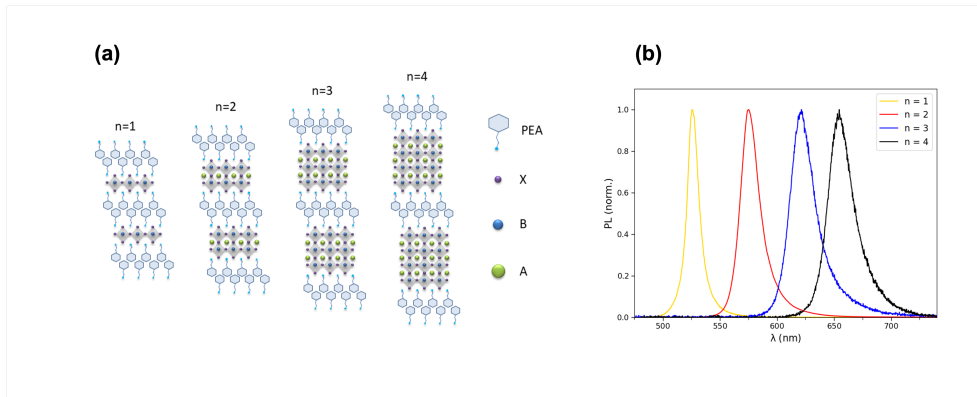 (a)
n=1
n=2
n=3
n=4
PEA
X
B
A
(b)
n = 1
n = 2
n = 3
n = 4
PL (norm.)
1.0
0.8
0.6
0.4
0.2
0.0
500
550
600
650
700
λ (nm)